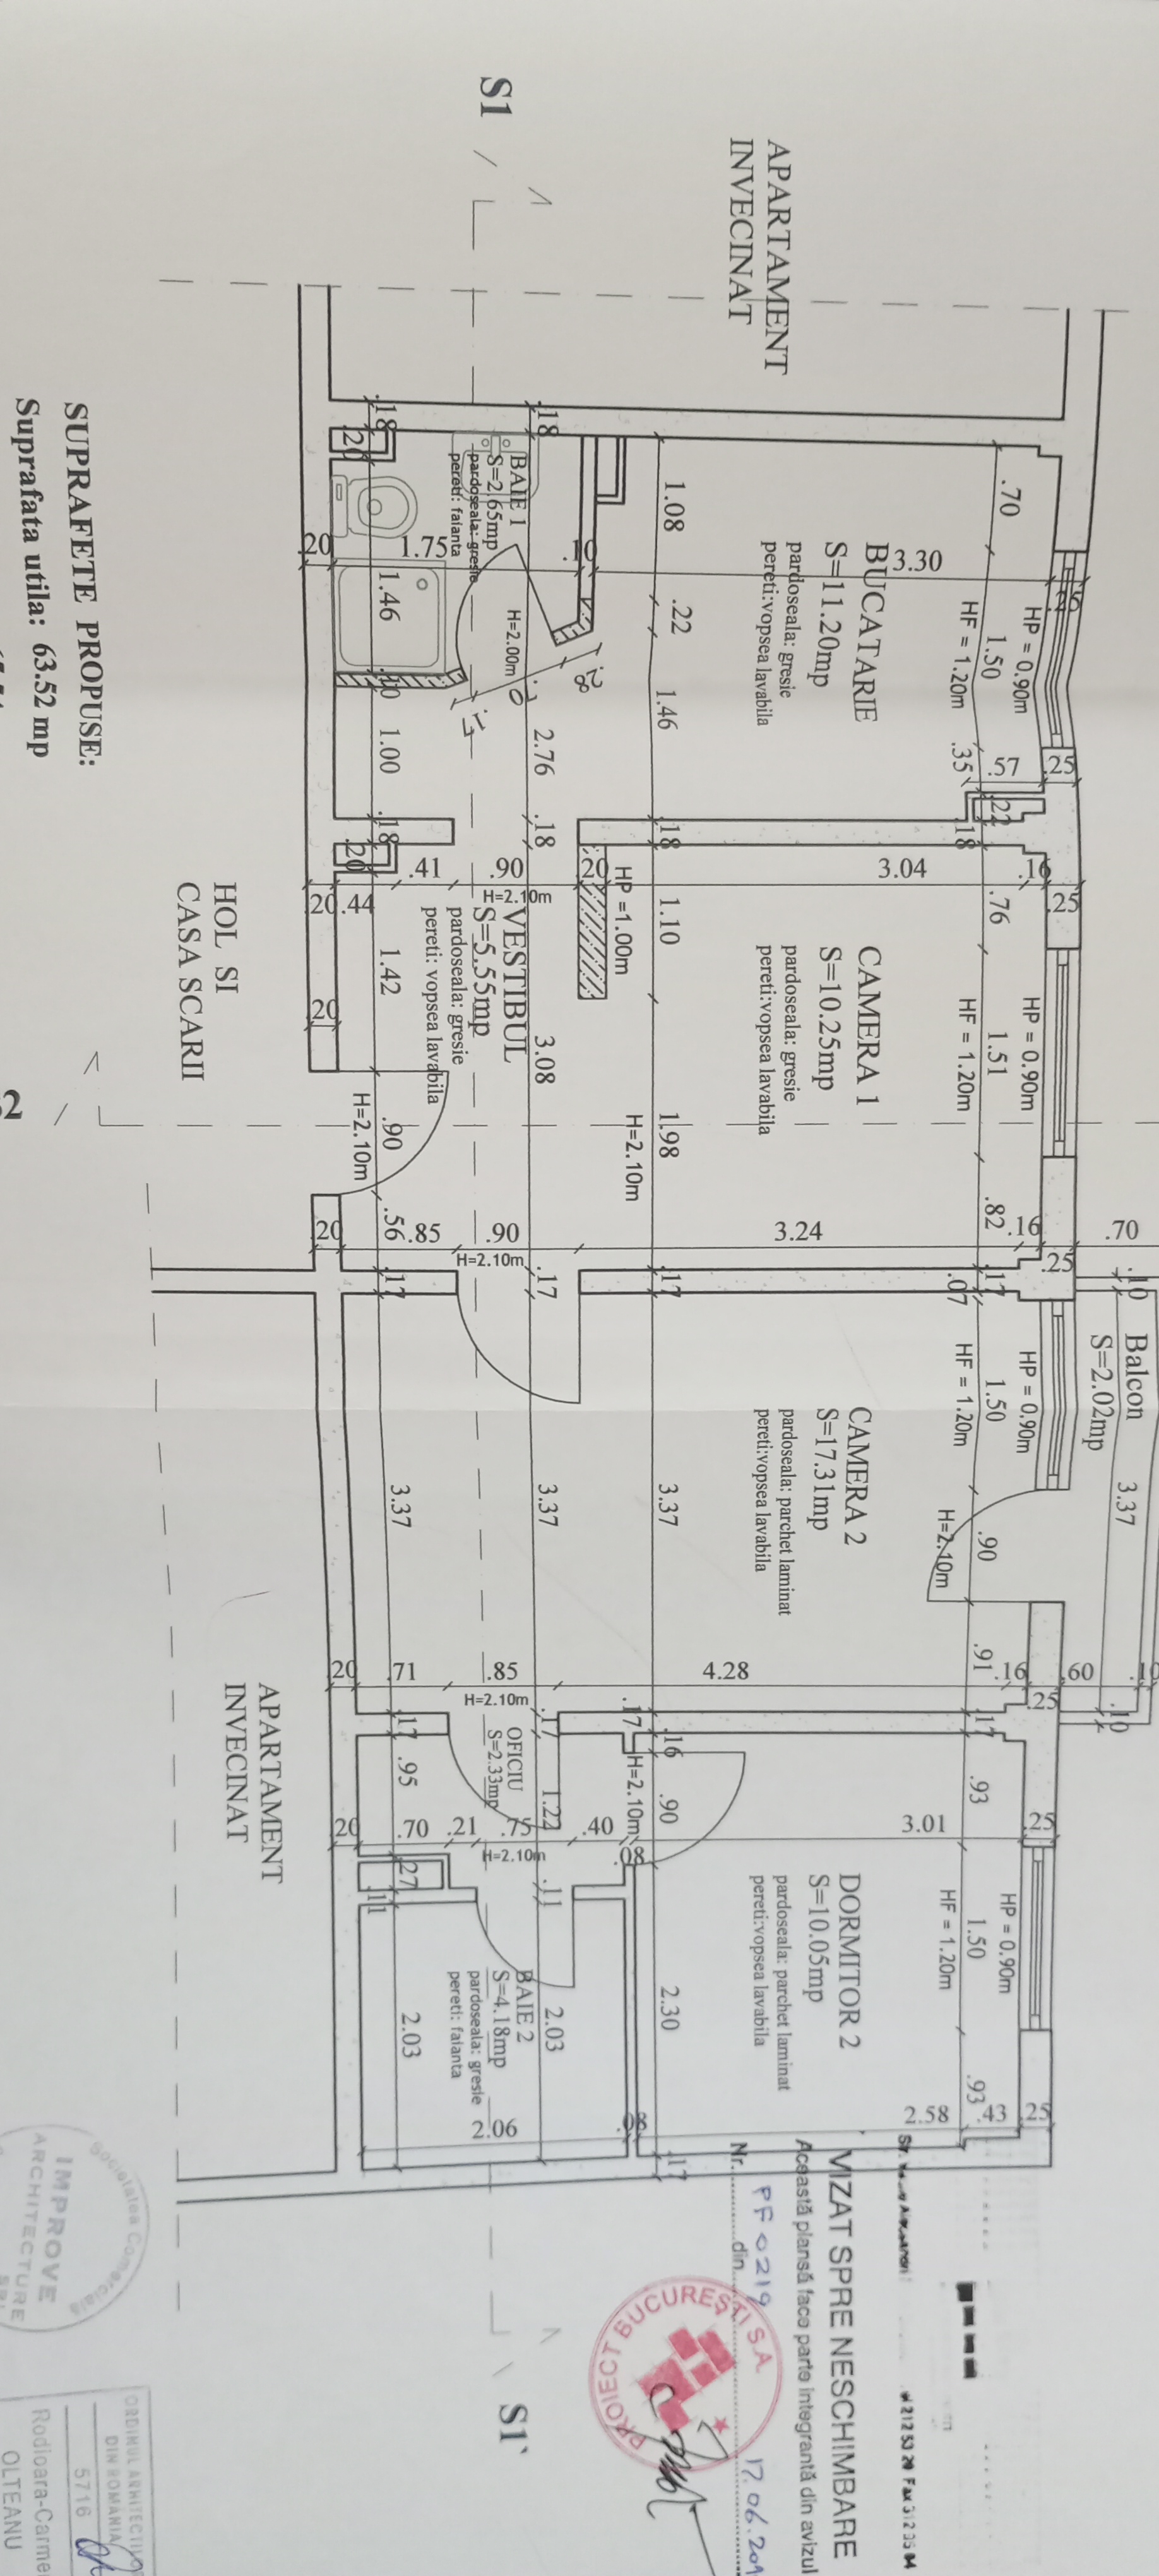 Balcon
S=2.02mp
3.37
.10
.10
.10
.70
.60
.25
.25
.25
.25
.25
.25
.25
HP = 0.90m
HP = 0.90m
HP = 0.90m
HP = 0.90m
.57
.22
.16
.16
.16
.43
.70
1.50
.35
.18
.76
1.51
.82
.17
.07
1.50
.90
.91
.17
.93
1.50
.93
HF = 1.20m
HF = 1.20m
HF = 1.20m
H=2.10m
HF = 1.20m
3.30
3.04
3.24
4.28
3.01
2.58
BUCATARIE
S=11.20mp
pardoseala: gresie
pereti:vopsea lavabila
CAMERA 1
S=10.25mp
pardoseala: gresie
pereti:vopsea lavabila
CAMERA 2
S=17.31mp
pardoseala: parchet laminat
pereti:vopsea lavabila
DORMITOR 2
S=10.05mp
pardoseala: parchet laminat
pereti:vopsea lavabila
212 53 20 Fax 312 35 04
VIZAT SPRE NESCHIMBARE
Această planşă face parte integrantă din avizul
Nr. PF 0219 din 17.06.201
PROIECT BUCUREŞTI S.A.
APARTAMENT
INVECINAT
1.08
.22
1.46
.18
1.10
1.98
.17
3.37
.16
.90
2.30
.17
HP =1.00m
H=2.10m
.17
H=2.10m
.08
.08
.20
.10
.28
.40
.18
2.76
.18
3.08
.17
3.37
.17
1.22
.11
2.03
S1
BAIE 1
S=2.65mp
pardoseala: gresie
pereti: faianta
H=2.00m
.70
.17
.90
H=2.10m
VESTIBUL
S=5.55mp
pardoseala: gresie
pereti: vopsea lavabila
.90
H=2.10m
.85
H=2.10m
OFICIU
S=2.33mp
.75
H=2.10m
BAIE 2
S=4.18mp
pardoseala: gresie
pereti: faianta
2.06
S1`
1.75
.41
.85
.71
.21
.70
.18
.20
1.46
.10
1.00
.18
.20
.44
1.42
.90
.56
.17
3.37
.17
.95
.27
.11
2.03
H=2.10m
.20
.20
.20
.20
.20
.20
HOL SI
CASA SCARII
APARTAMENT
INVECINAT
SUPRAFETE PROPUSE:
Suprafata utila: 63.52 mp
Societatea Comercială
IMPROVE
ARCHITECTURE
SRL
ORDINUL ARHITECTILOR
DIN ROMANIA
5716
Rodioara-Carme
OLTEANU